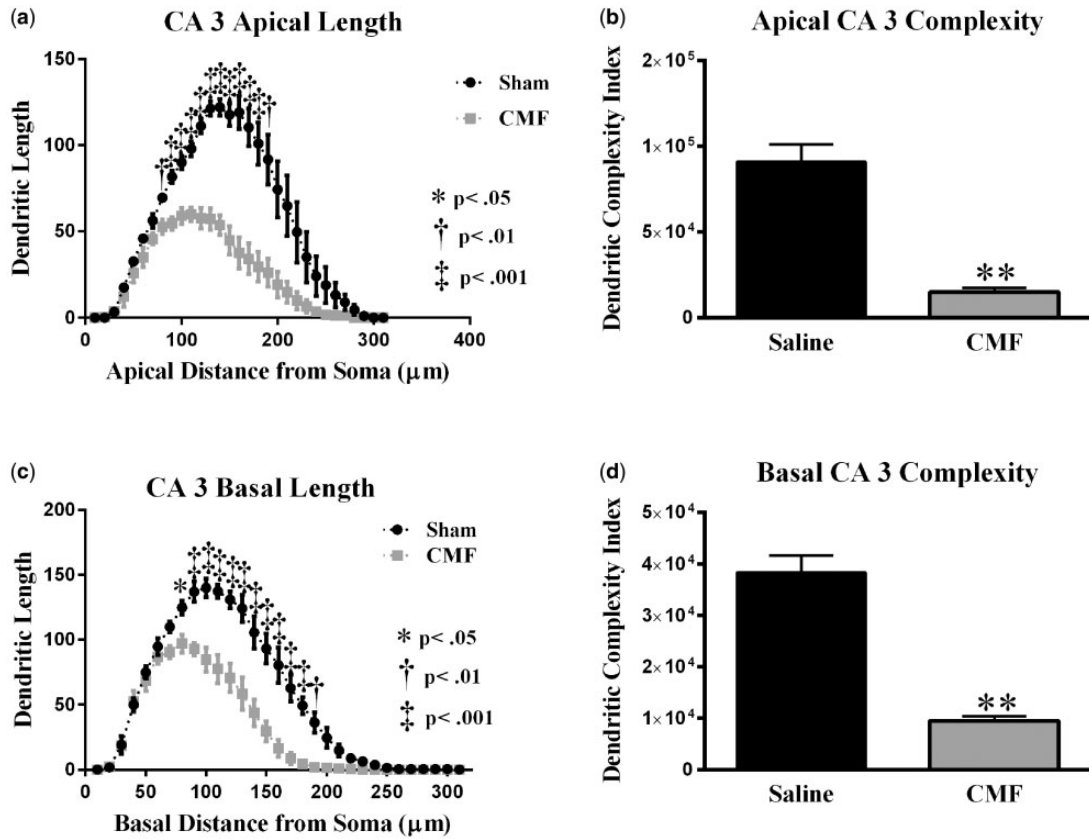 (a)
CA 3 Apical Length
Dendritic Length
150
100
50
0
0 100 200 300 400
Apical Distance from Soma (μm)
Sham
CMF
* p< .05
† p< .01
‡ p< .001
(b)
Apical CA 3 Complexity
Dendritic Complexity Index
2×10⁵
1×10⁵
5×10⁴
0
Saline CMF
**
(c)
CA 3 Basal Length
Dendritic Length
200
150
100
50
0
0 50 100 150 200 250 300
Basal Distance from Soma (μm)
Sham
CMF
* p< .05
† p< .01
‡ p< .001
(d)
Basal CA 3 Complexity
Dendritic Complexity Index
5×10⁴
4×10⁴
3×10⁴
2×10⁴
1×10⁴
0
Saline CMF
**